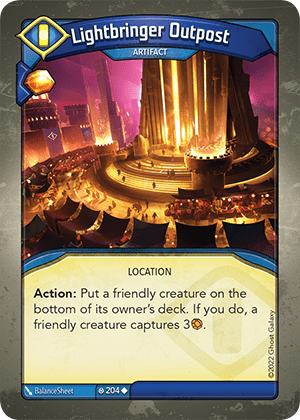 Lightbringer Outpost
ARTIFACT
LOCATION
Action: Put a friendly creature on the
bottom of its owner's deck. If you do, a
friendly creature captures 3.
BalanceSheet
204
©2022 Ghost Galaxy